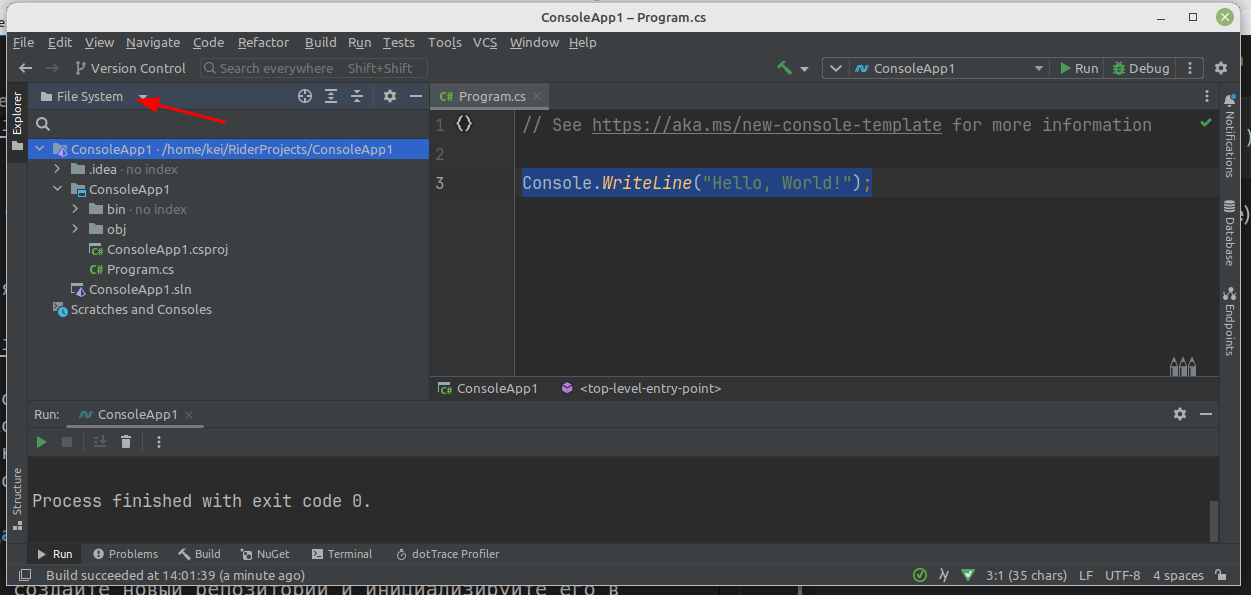 ConsoleApp1 – Program.cs
File Edit View Navigate Code Refactor Build Run Tests Tools VCS Window Help
Version Control Search everywhere Shift+Shift ConsoleApp1 Run Debug
Explorer
File System
Program.cs
ConsoleApp1 · /home/kei/RiderProjects/ConsoleApp1
.idea · no index
ConsoleApp1
bin · no index
obj
C# ConsoleApp1.csproj
C# Program.cs
ConsoleApp1.sln
Scratches and Consoles
C# Program.cs
1 {} // See https://aka.ms/new-console-template for more information
2
3 Console.WriteLine("Hello, World!");
Notifications
Database
Endpoints
C# ConsoleApp1 <top-level-entry-point>
Run: ConsoleApp1
Structure
Process finished with exit code 0.
Run Problems Build NuGet Terminal dotTrace Profiler
Build succeeded at 14:01:39 (a minute ago) 3:1 (35 chars) LF UTF-8 4 spaces
создайте новый репозиторий и инициализируйте его в